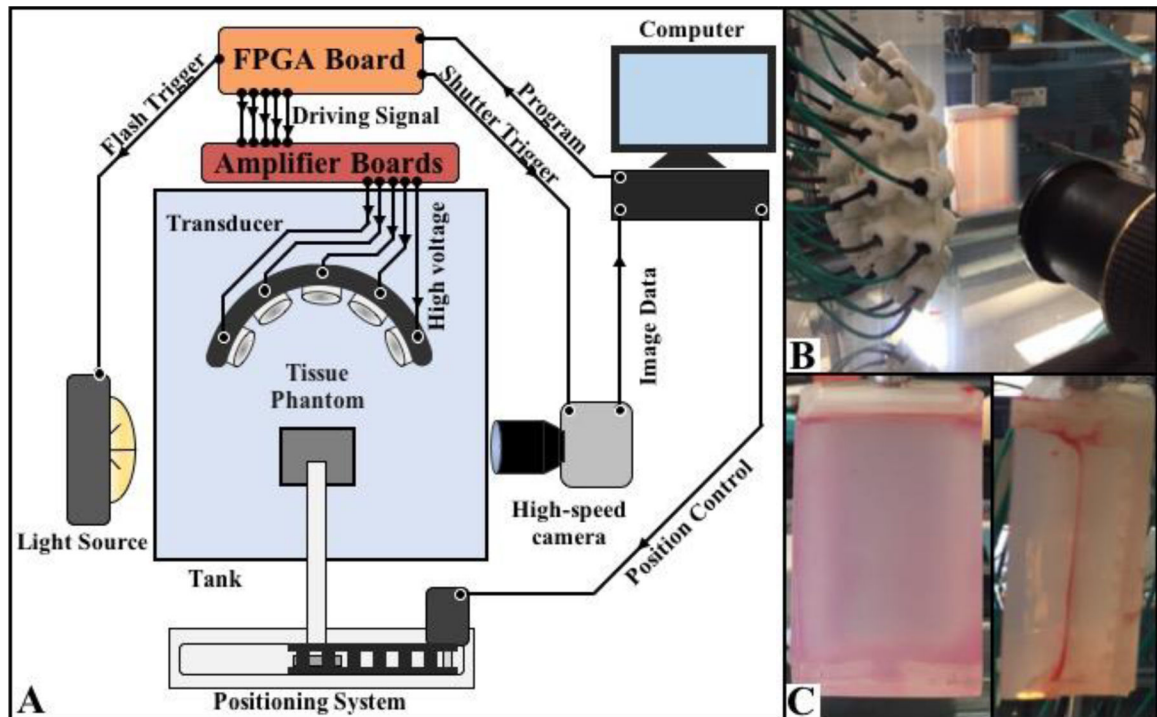 FPGA Board
Computer
Flash Trigger
Driving Signal
Shutter Trigger
Program
Amplifier Boards
Transducer
High voltage
Image Data
Tissue
Phantom
Light Source
High-speed
camera
Position Control
Tank
Positioning System
A
B
C